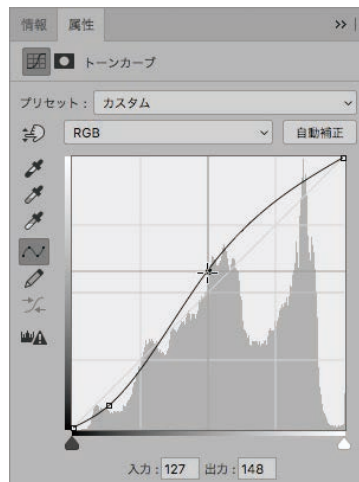 情報 属性
トーンカーブ
プリセット： カスタム
RGB 自動補正
入力：127 出力：148